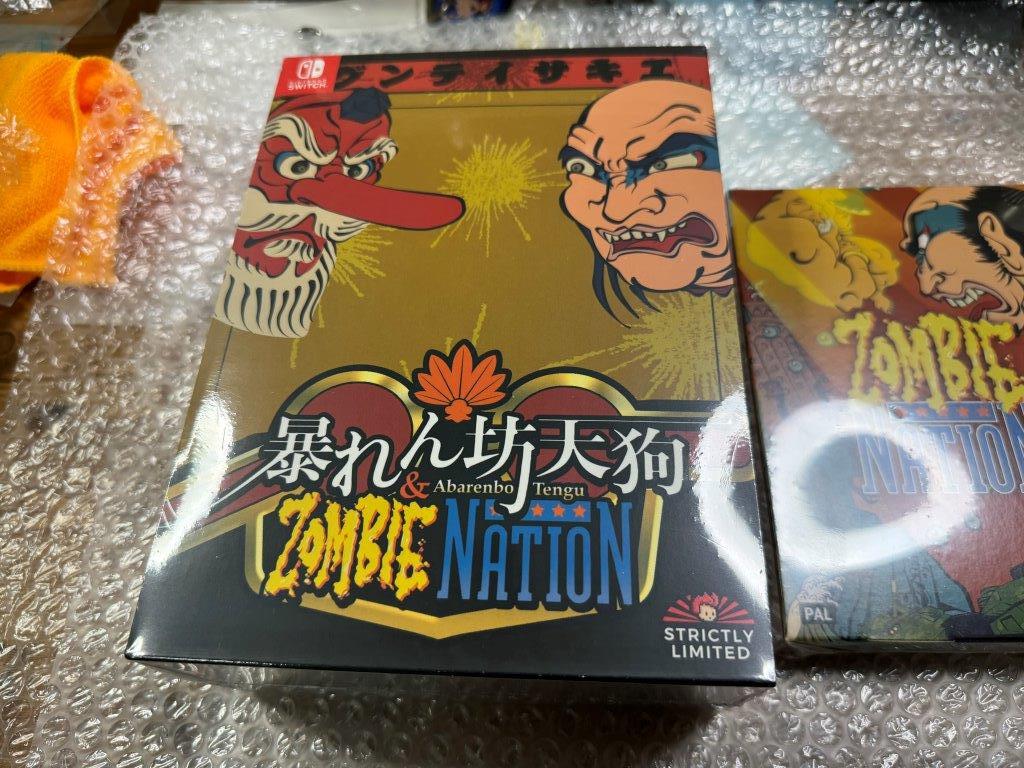 NINTENDO
SWITCH
ンテイサキエ
暴れん坊天狗
& Abarenbo Tengu
ZOMBIE NATION
STRICTLY
LIMITED
ZOMBIE
NATION
PAL